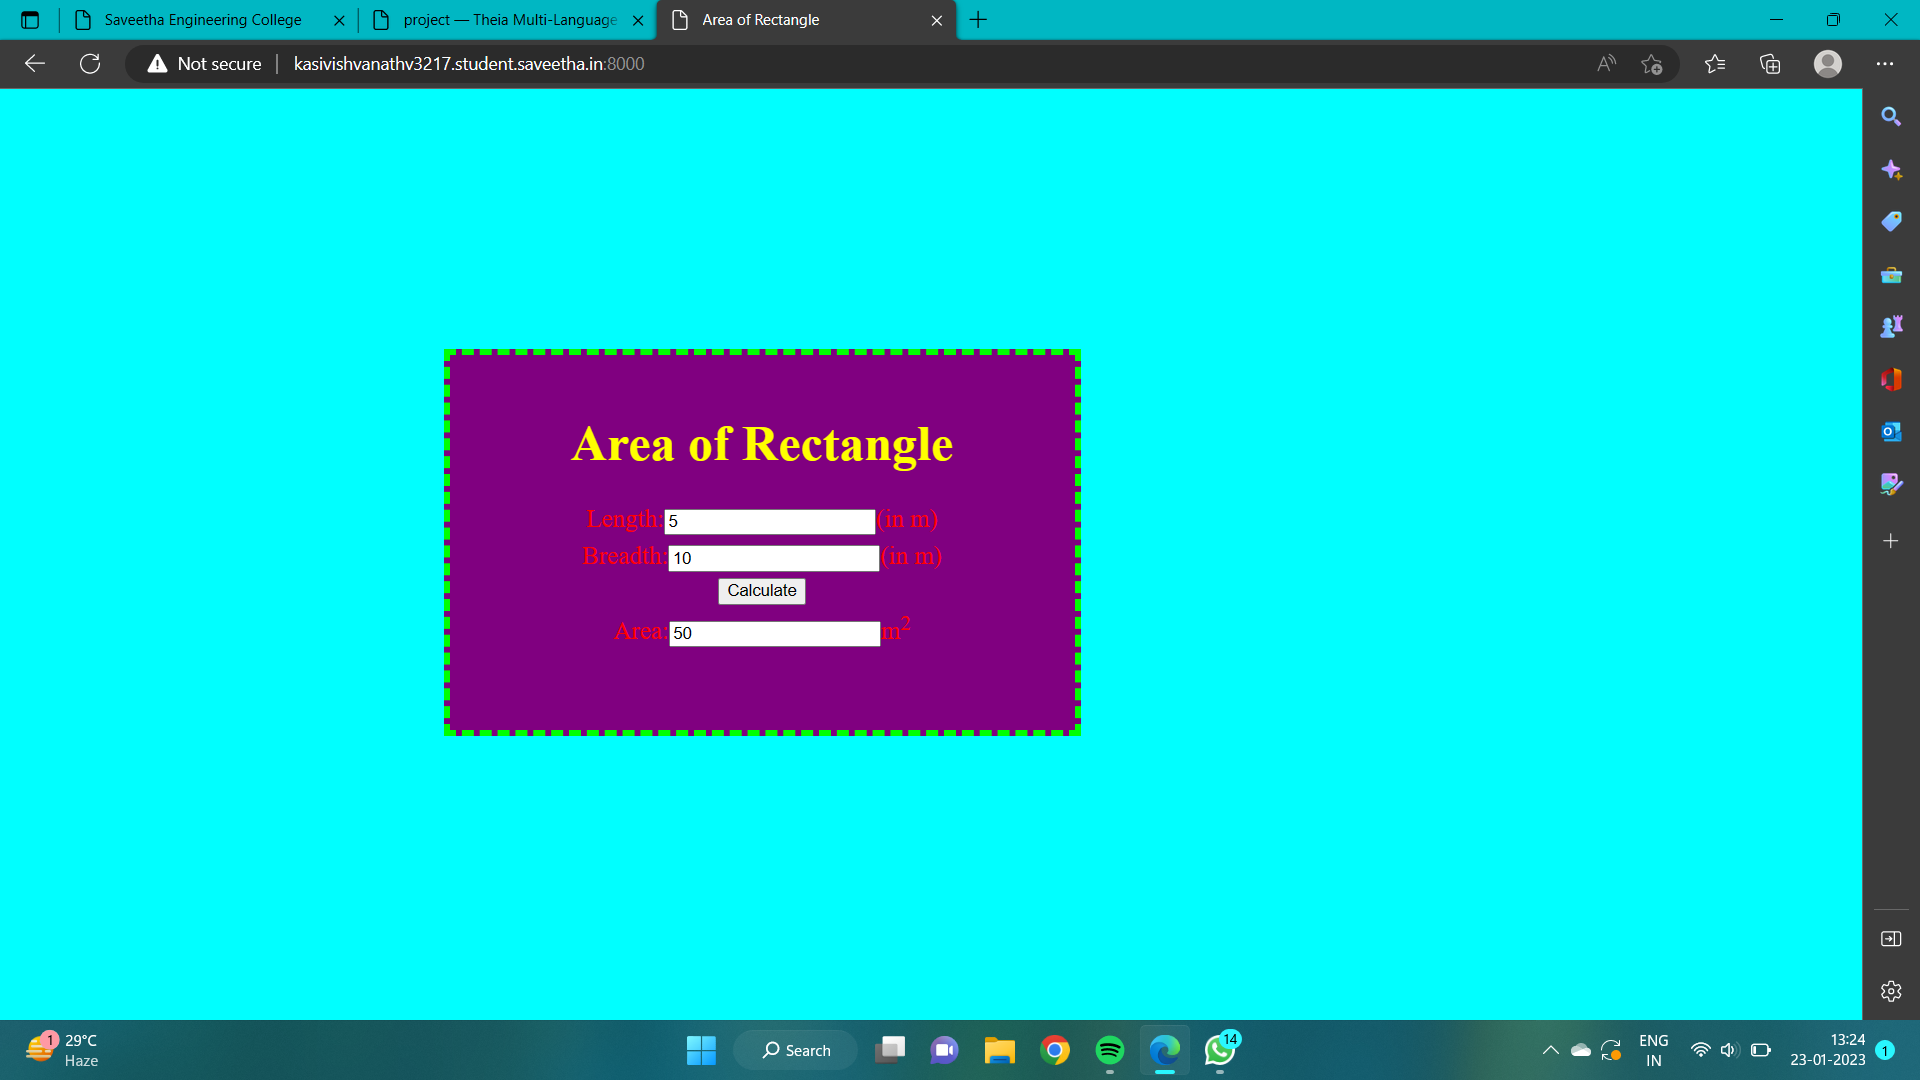 Saveetha Engineering College
project — Theia Multi-Language
Area of Rectangle
Not secure
kasivishvanathv3217.student.saveetha.in:8000
Area of Rectangle
Length:5(in m)
Breadth:10(in m)
Calculate
Area:50m²
1
29°C
Haze
Search
14
ENG
IN
13:24
23-01-2023
1